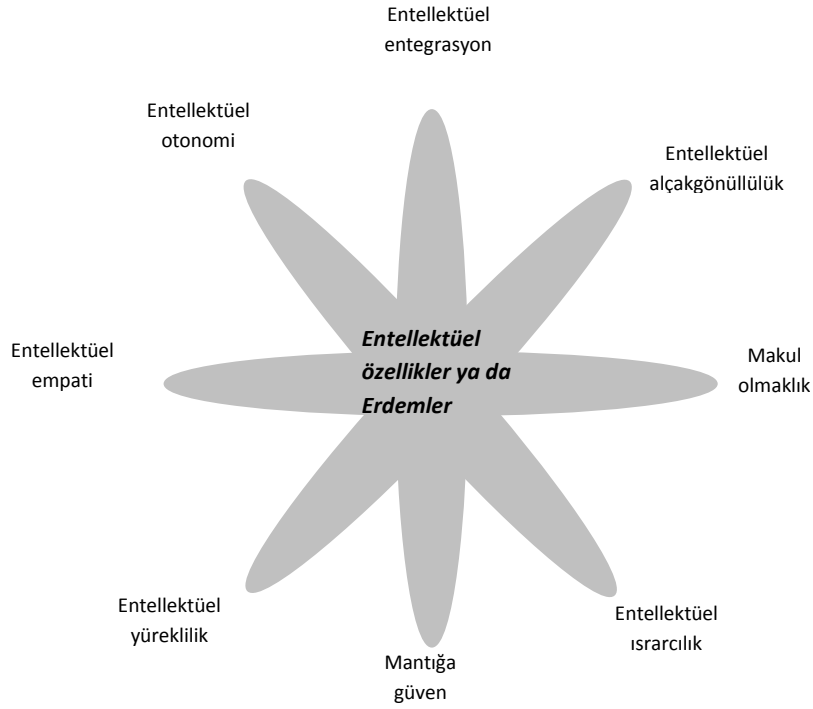 Entellektüel
entegrasyon
Entellektüel
otonomi
Entellektüel
alçakgönüllülük
Entellektüel
özellikler ya da
Erdemler
Entellektüel
empati
Makul
olmaklık
Entellektüel
yüreklilik
Entellektüel
ısrarcılık
Mantığa
güven